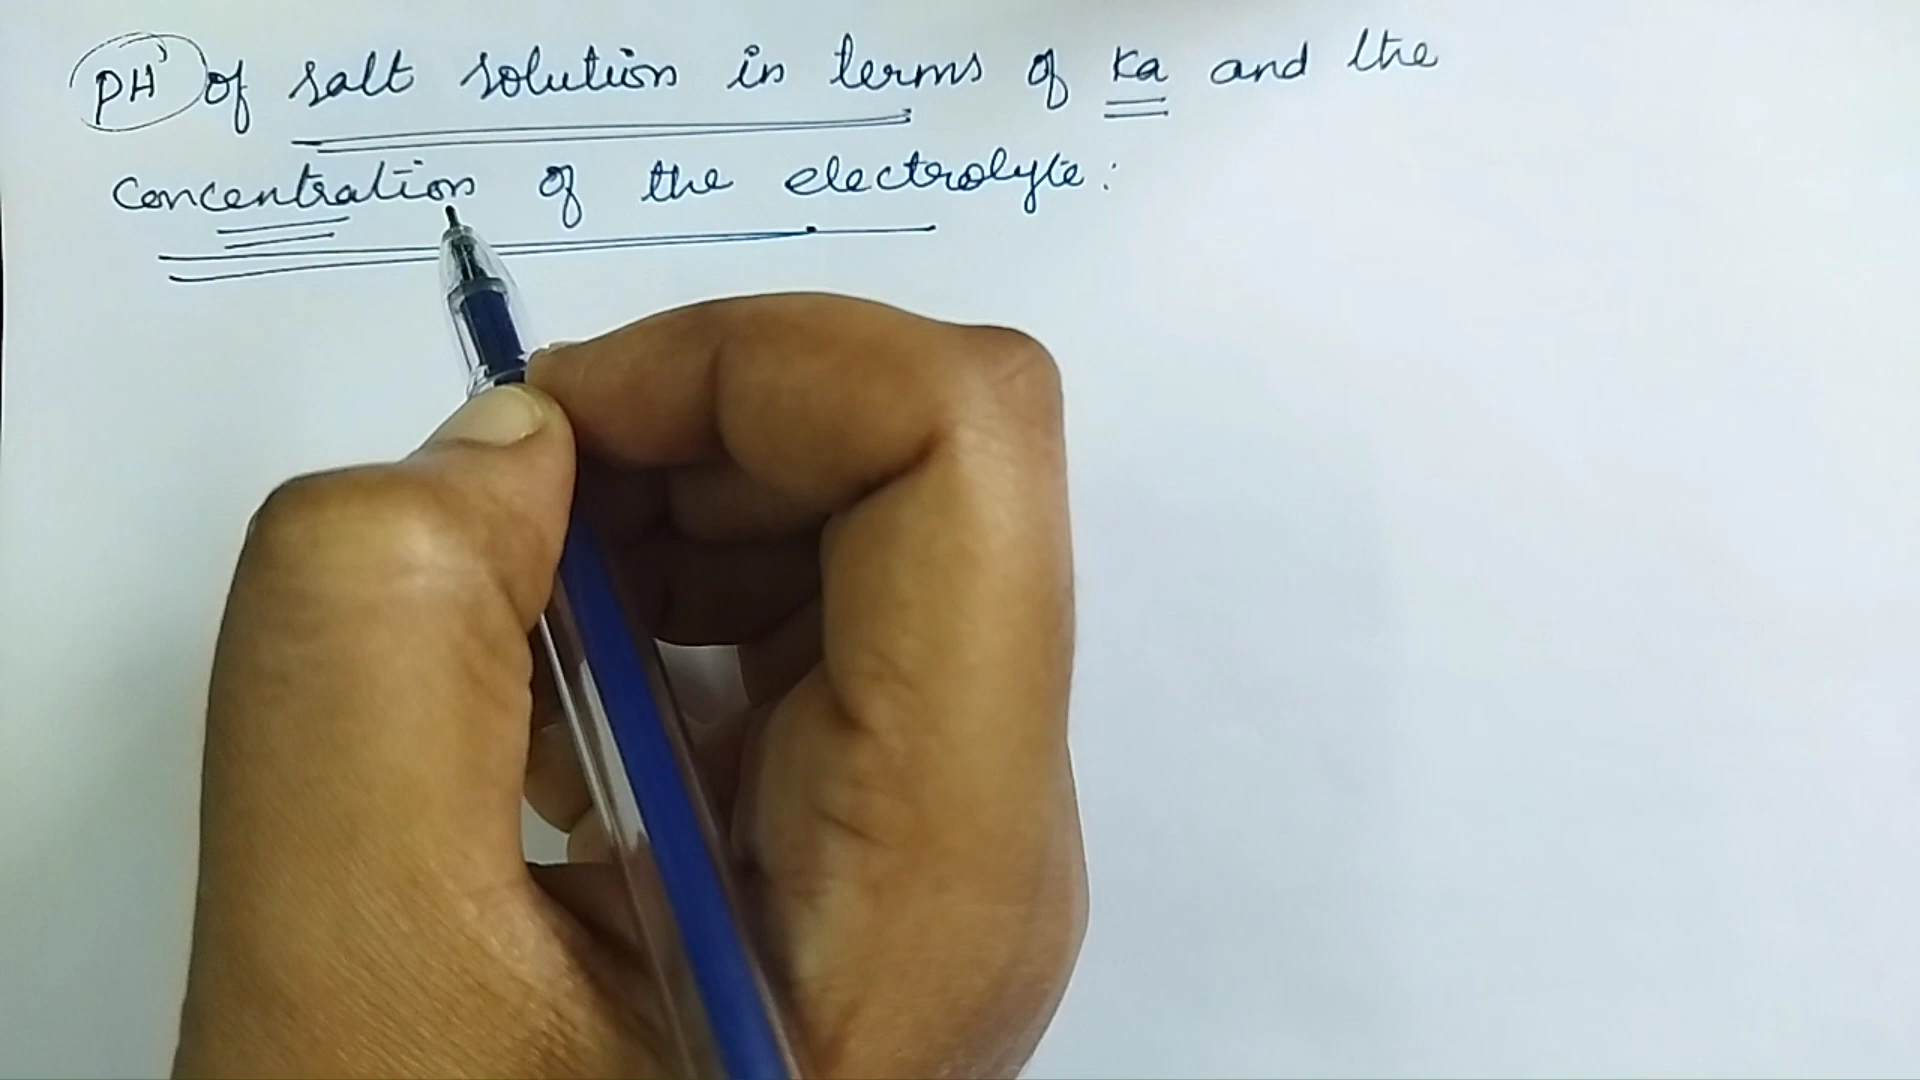 PH of salt solution in terms of Ka and the
Concentration of the electrolyte: